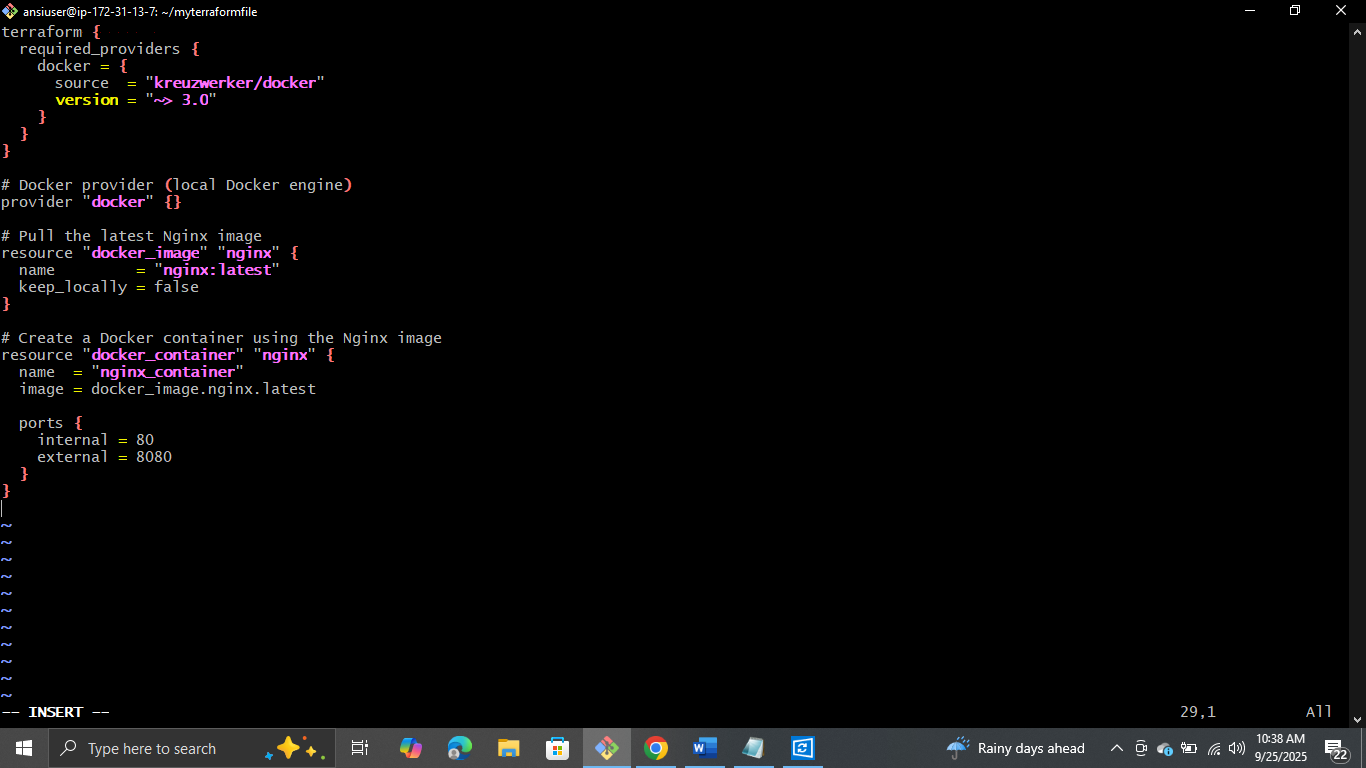 ansiuser@ip-172-31-13-7: ~/myterraformfile
terraform {
  required_providers {
    docker = {
      source  = "kreuzwerker/docker"
      version = "~> 3.0"
    }
  }
}

# Docker provider (local Docker engine)
provider "docker" {}

# Pull the latest Nginx image
resource "docker_image" "nginx" {
  name         = "nginx:latest"
  keep_locally = false
}

# Create a Docker container using the Nginx image
resource "docker_container" "nginx" {
  name  = "nginx_container"
  image = docker_image.nginx.latest

  ports {
    internal = 80
    external = 8080
  }
}

~
~
~
~
~
~
~
~
~
~
~
-- INSERT --                    29,1          All
Type here to search
Rainy days ahead
10:38 AM
9/25/2025
22